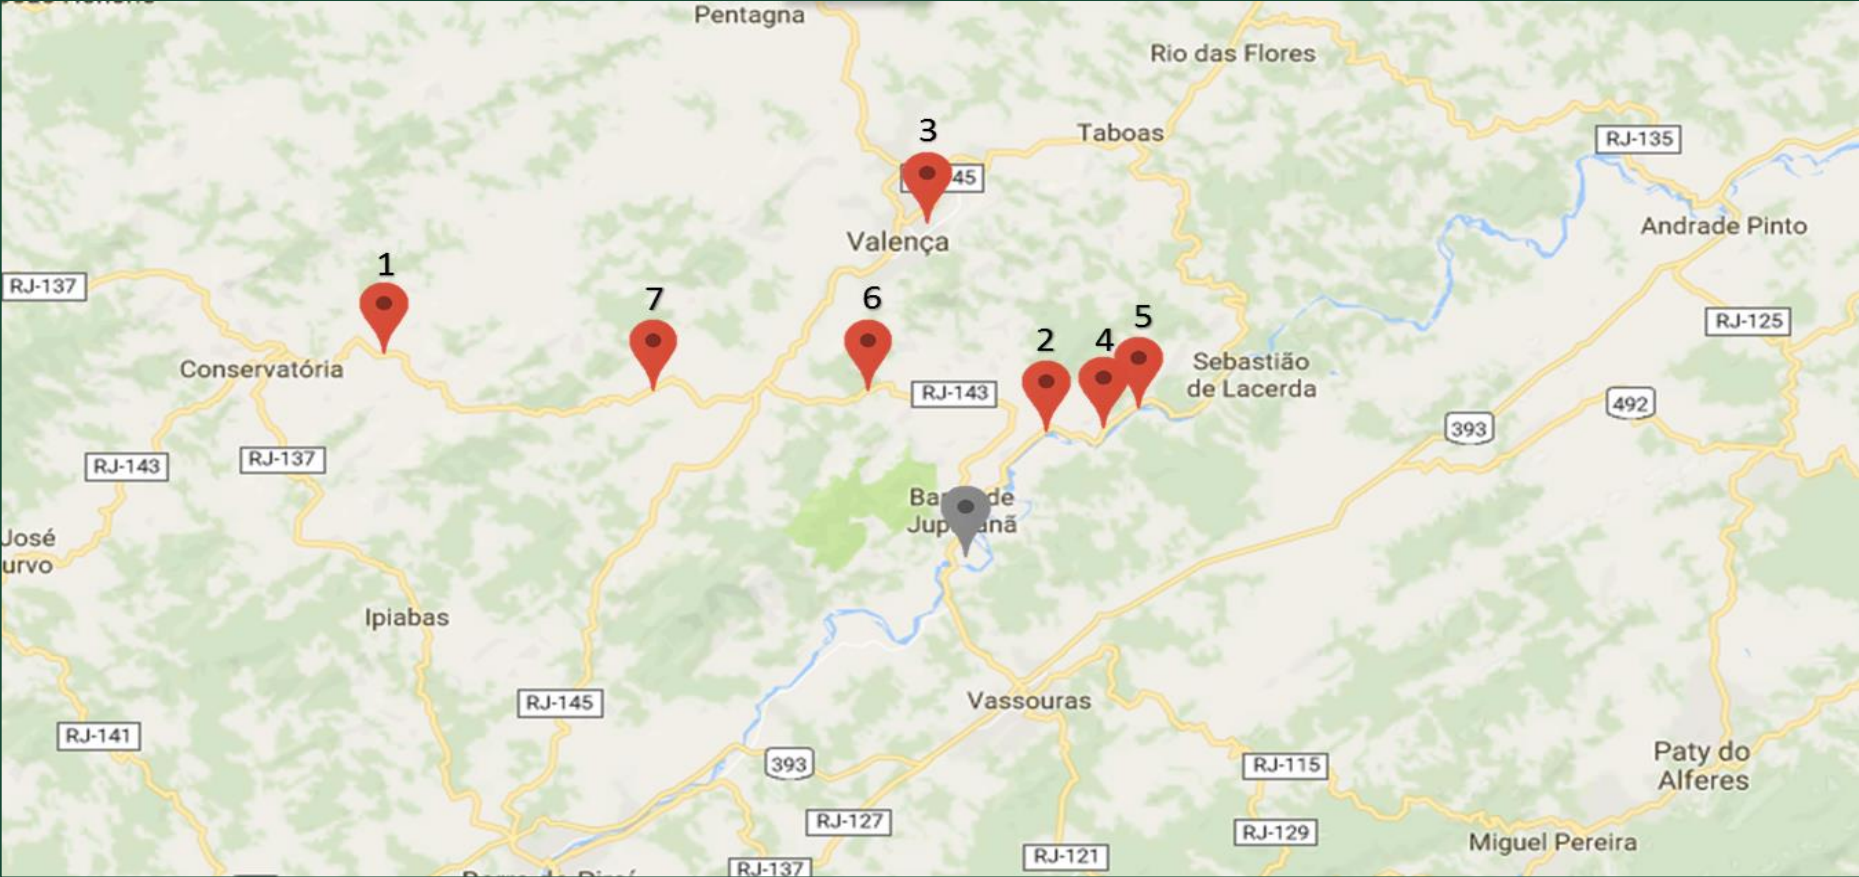 Pentagna
Rio das Flores
3
Taboas
RJ-135
45
Andrade Pinto
Valença
1
RJ-137
7
6
5
RJ-125
2
4
Conservatória
Sebastião
de Lacerda
RJ-143
492
393
RJ-143
RJ-137
de
José
urvo
Ipiabas
Vassouras
RJ-145
RJ-141
393
RJ-115
Paty do
Alferes
RJ-127
RJ-129
Miguel Pereira
RJ-121
RJ-137